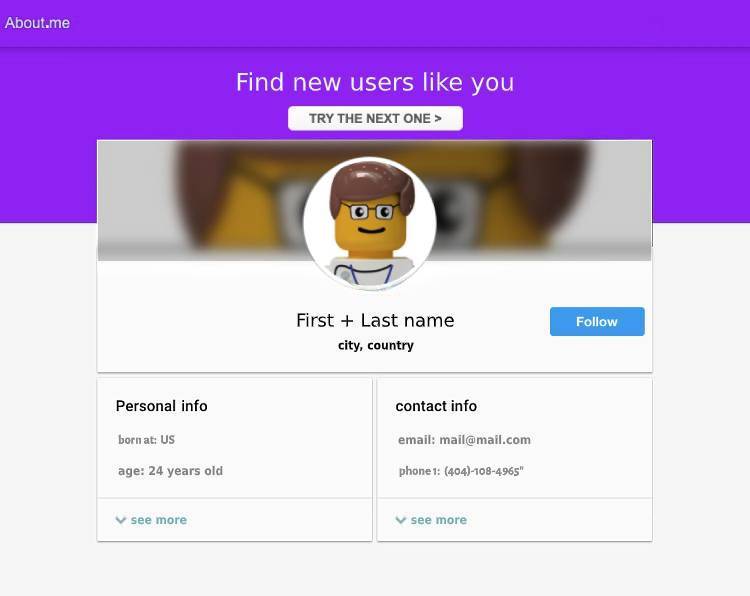 About.me
Find new users like you
TRY THE NEXT ONE >
First + Last name
Follow
city, country
Personal info
born at: US
age: 24 years old
see more
contact info
email: mail@mail.com
phone 1: (404)-108-4965"
see more